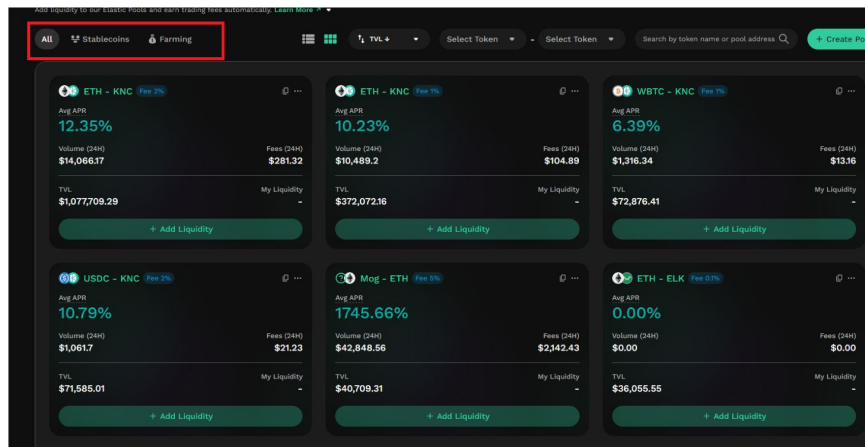 Add liquidity to our Elastic Pools and earn trading fees automatically. Learn More ↗
All Stablecoins Farming TVL Select Token - Select Token Search by token name or pool address + Create Po
ETH - KNC Fee 2%
Avg APR
12.35%
Volume (24H) Fees (24H)
$14,066.17 $281.32
TVL My Liquidity
$1,077,709.29 -
+ Add Liquidity
ETH - KNC Fee 1%
Avg APR
10.23%
Volume (24H) Fees (24H)
$10,489.2 $104.89
TVL My Liquidity
$372,072.16 -
+ Add Liquidity
WBTC - KNC Fee 1%
Avg APR
6.39%
Volume (24H) Fees (24H)
$1,316.34 $13.16
TVL My Liquidity
$72,876.41 -
+ Add Liquidity
USDC - KNC Fee 2%
Avg APR
10.79%
Volume (24H) Fees (24H)
$1,061.7 $21.23
TVL My Liquidity
$71,585.01 -
+ Add Liquidity
Mog - ETH Fee 5%
Avg APR
1745.66%
Volume (24H) Fees (24H)
$42,848.56 $2,142.43
TVL My Liquidity
$40,709.31 -
+ Add Liquidity
ETH - ELK Fee 0.1%
Avg APR
0.00%
Volume (24H) Fees (24H)
$0.00 $0.00
TVL My Liquidity
$36,055.55 -
+ Add Liquidity